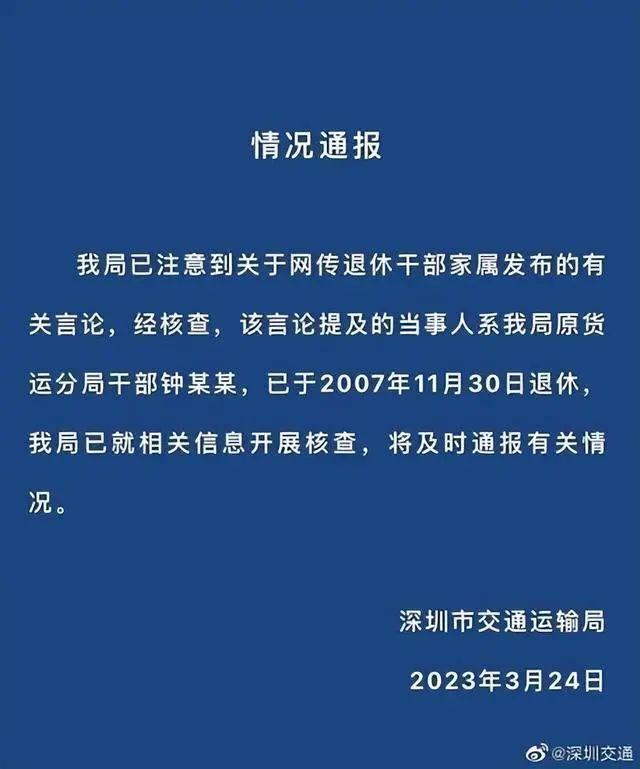 情况通报
我局已注意到关于网传退休干部家属发布的有
关言论，经核查，该言论提及的当事人系我局原货
运分局干部钟某某，已于2007年11月30日退休，
我局已就相关信息开展核查，将及时通报有关情
况。
深圳市交通运输局
2023年3月24日
@深圳交通